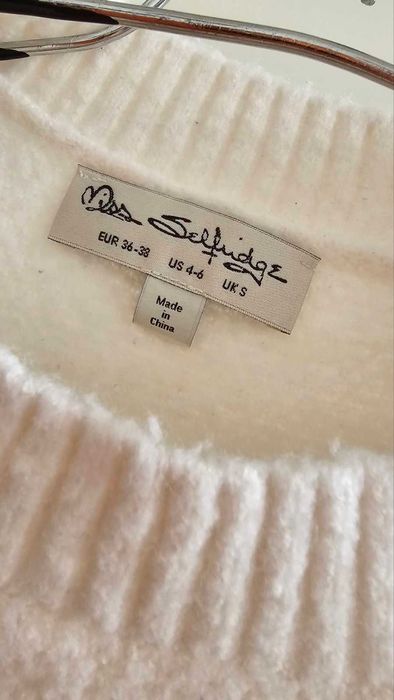 Miss Selfridge
EUR 36-38 US 4-6 UK S
Made
in
China